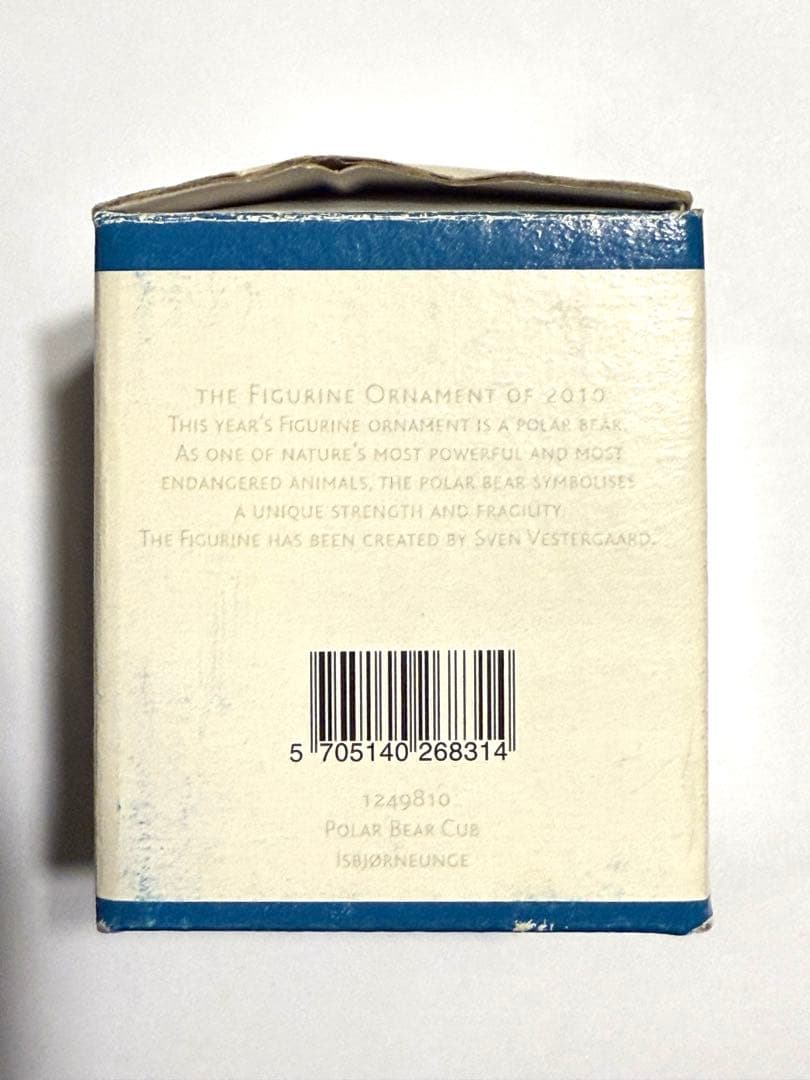 THE FIGURINE ORNAMENT OF 2010
THIS YEAR'S FIGURINE ORNAMENT IS A POLAR BEAR.
AS ONE OF NATURE'S MOST POWERFUL AND MOST
ENDANGERED ANIMALS, THE POLAR BEAR SYMBOLISES
A UNIQUE STRENGTH AND FRAGILITY.
THE FIGURINE HAS BEEN CREATED BY SVEN VESTERGAARD.
5 705140 268314
1249810
POLAR BEAR CUB
ISBJØRNEUNGE